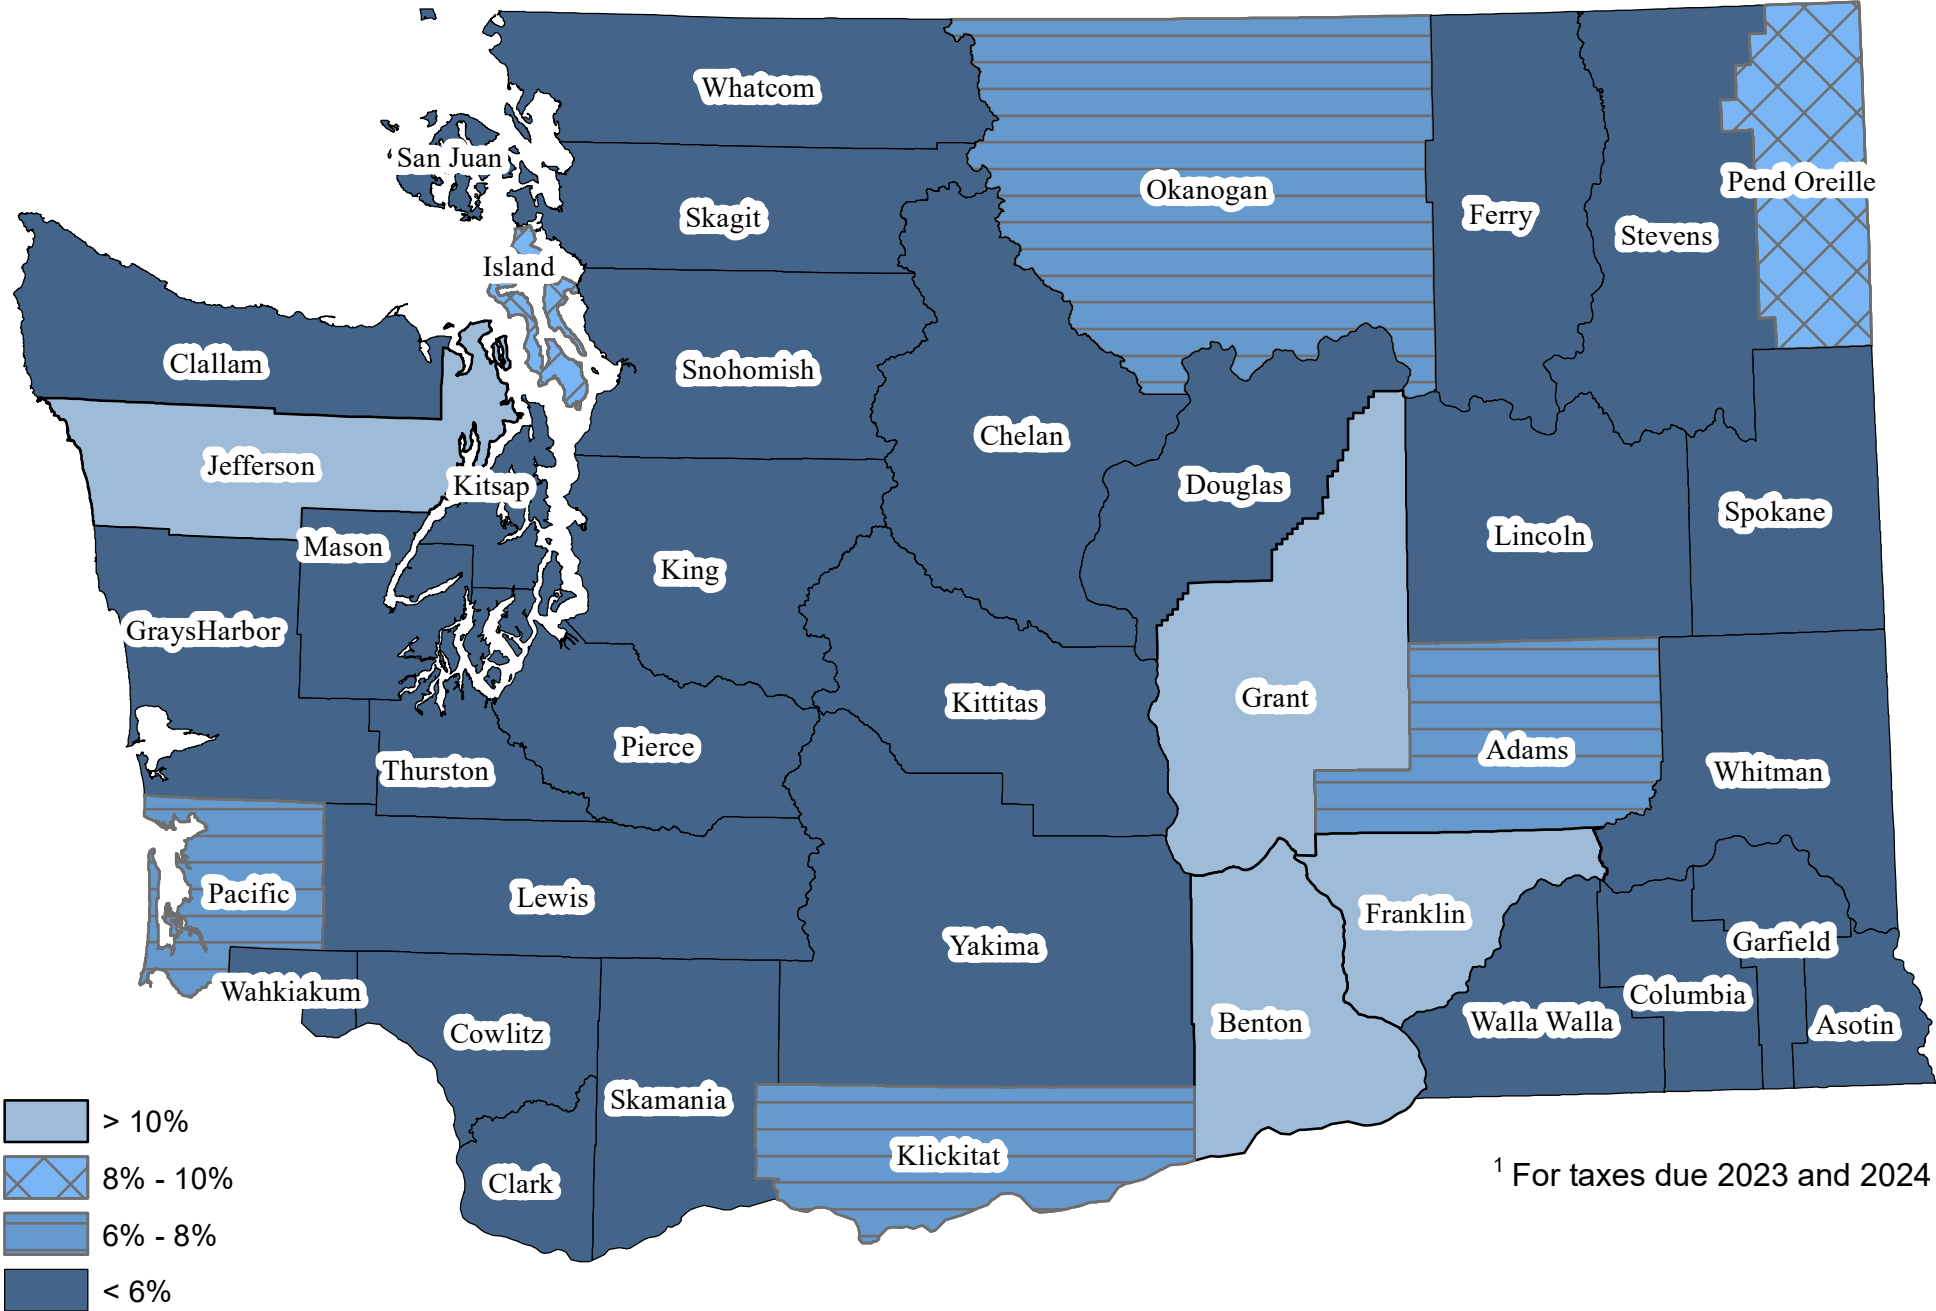 Whatcom
San Juan
Skagit
Okanogan
Ferry
Stevens
Pend Oreille
Island
Clallam
Snohomish
Chelan
Jefferson
Kitsap
Douglas
Lincoln
Spokane
Mason
King
GraysHarbor
Kittitas
Grant
Thurston
Pierce
Adams
Whitman
Pacific
Lewis
Yakima
Franklin
Garfield
Wahkiakum
Cowlitz
Benton
Walla Walla
Columbia
Asotin
Skamania
Klickitat
Clark
> 10%
8% - 10%
6% - 8%
< 6%
¹ For taxes due 2023 and 2024